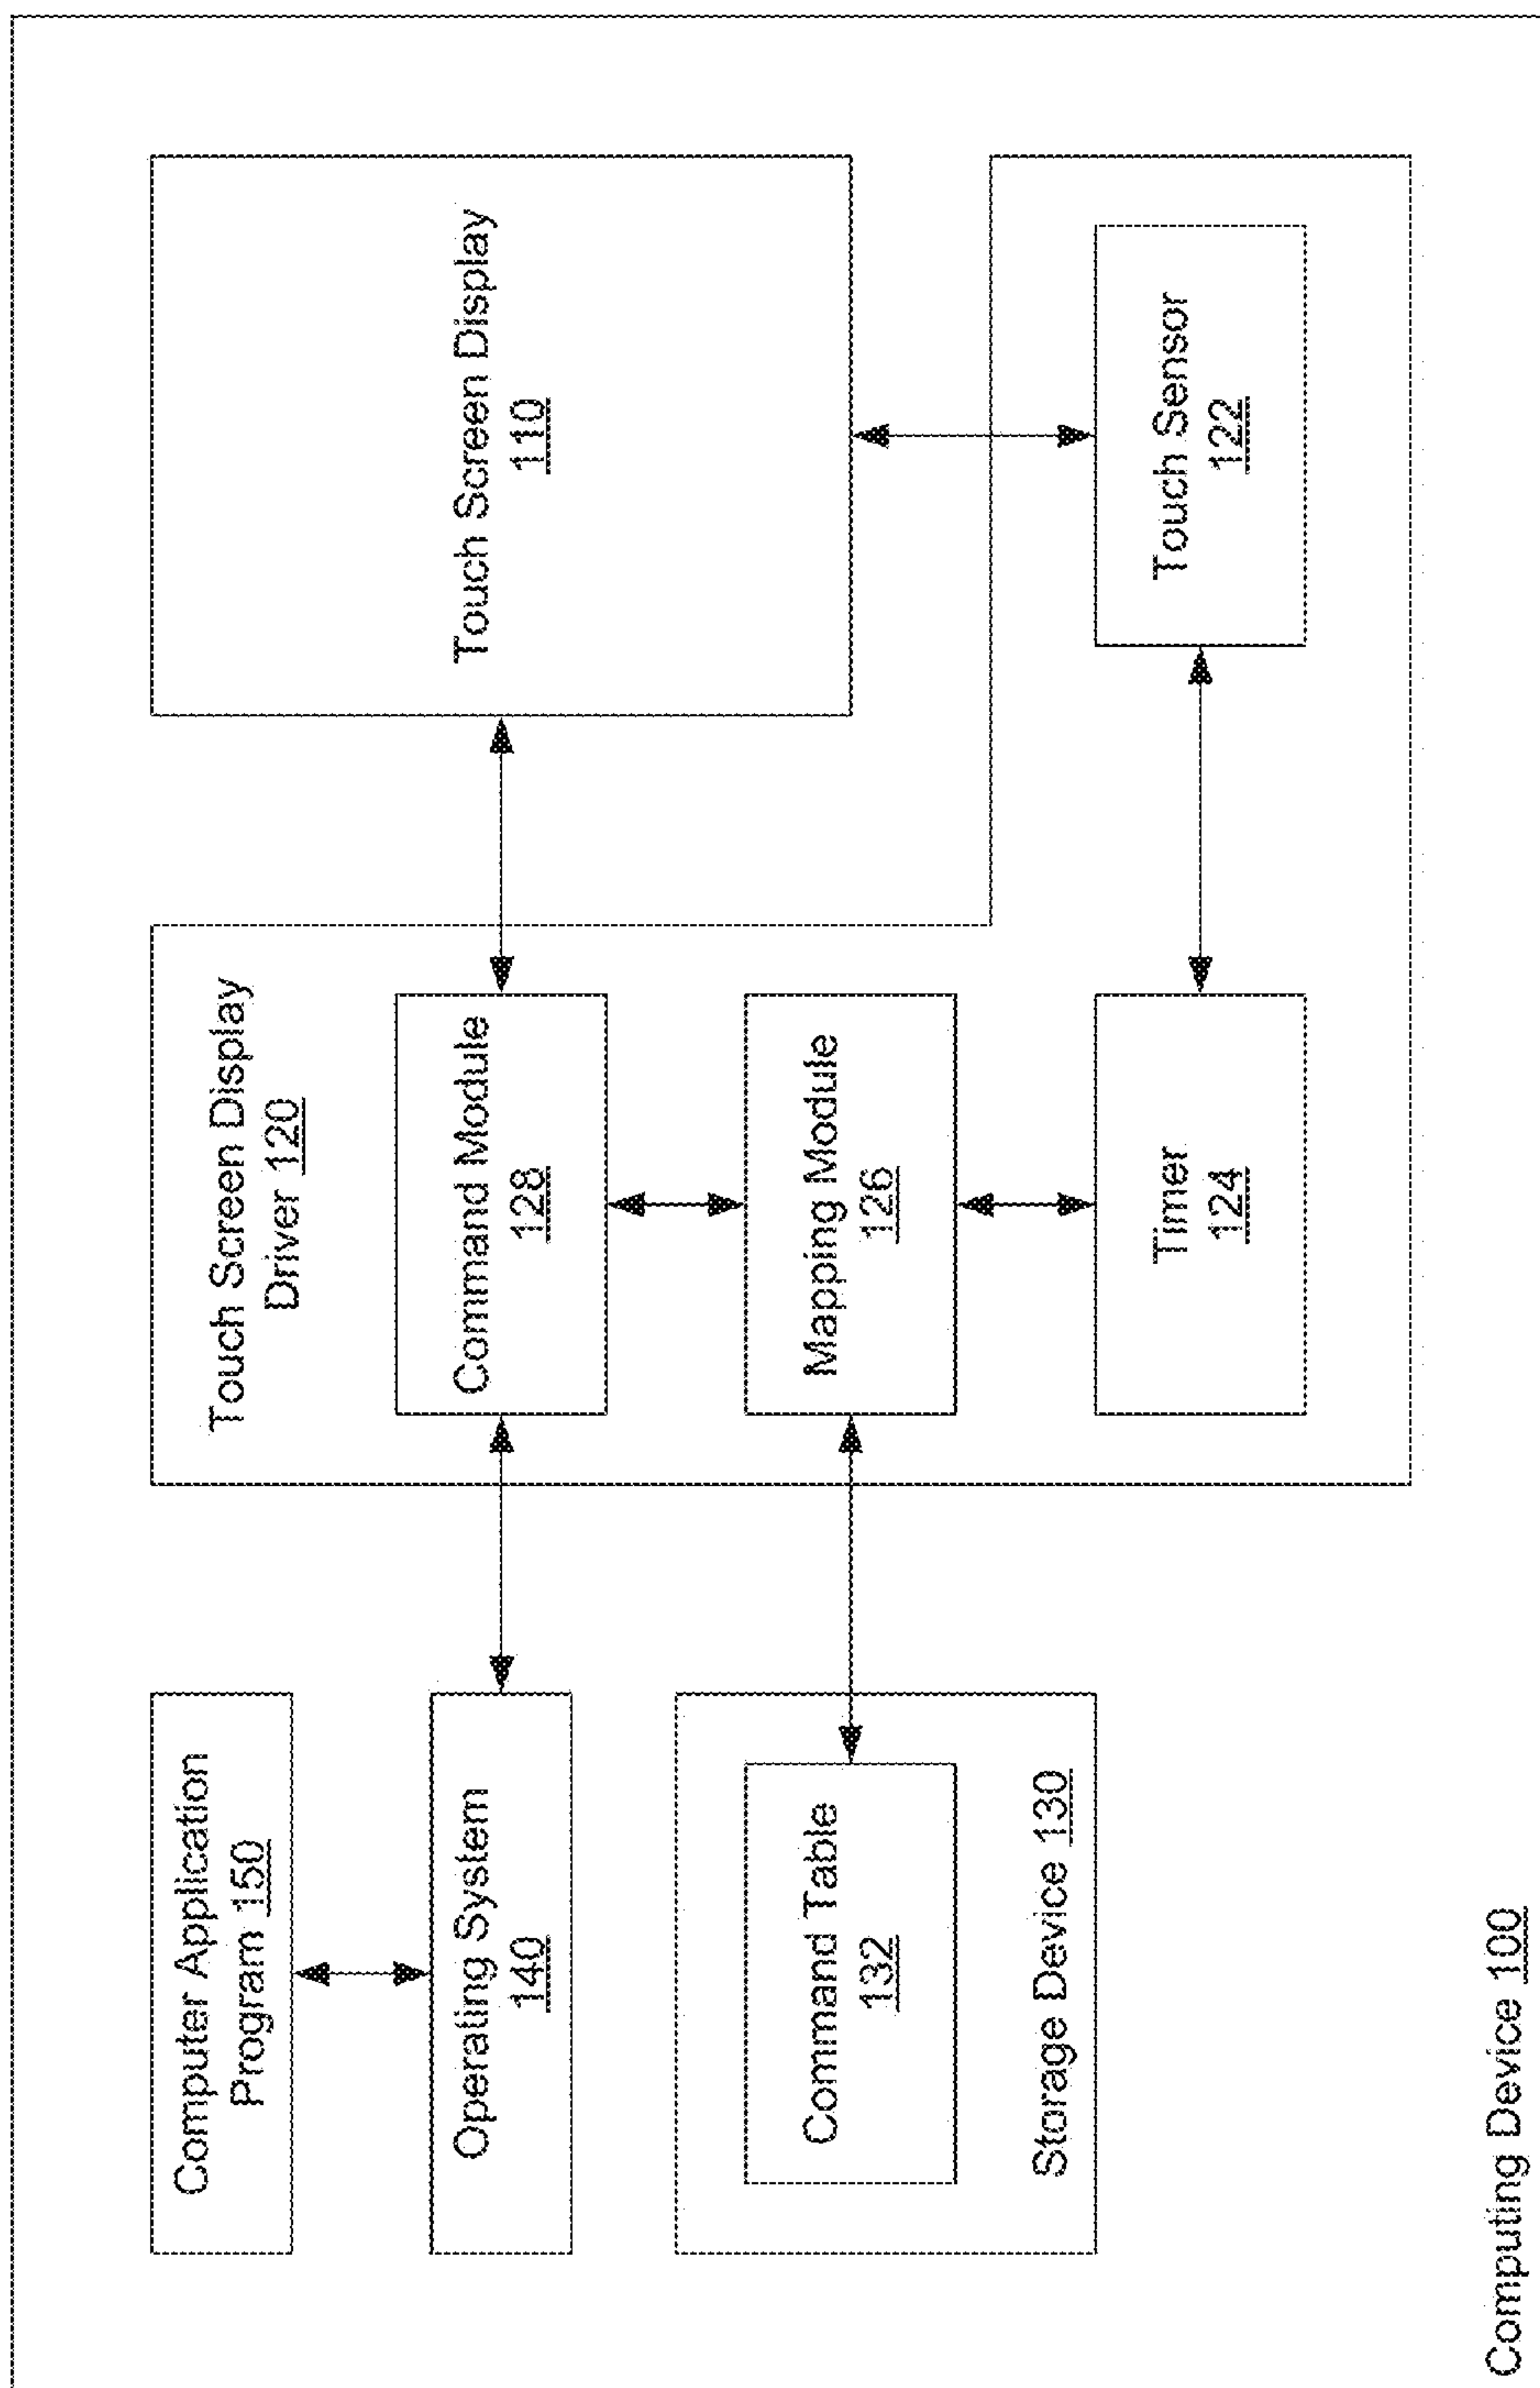 Computer Application
Program 150
Operating System
140
Command Table
132
Storage Device 130
Touch Screen Display
Driver 120
Command Module
128
Mapping Module
126
Timer
124
Touch Screen Display
110
Touch Sensor
122
Computing Device 100